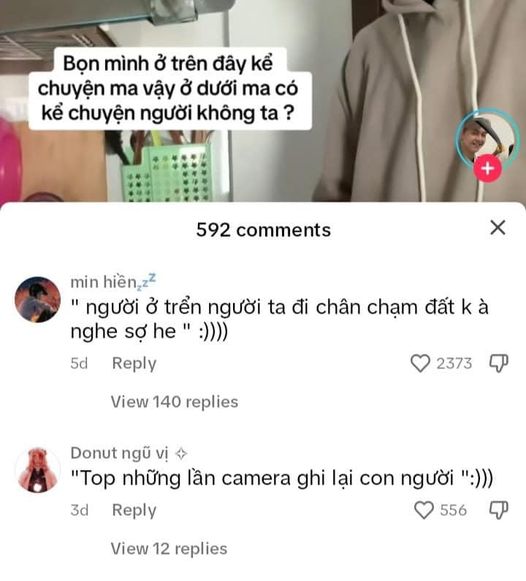 Bọn mình ở trên đây kể
chuyện ma vậy ở dưới ma có
kể chuyện người không ta ?
592 comments
min hiền💤
" người ở trển người ta đi chân chạm đất k à
nghe sợ he " :))))
5d Reply 2373
View 140 replies
Donut ngũ vị ✧
"Top những lần camera ghi lại con người ":)))
3d Reply 556
View 12 replies